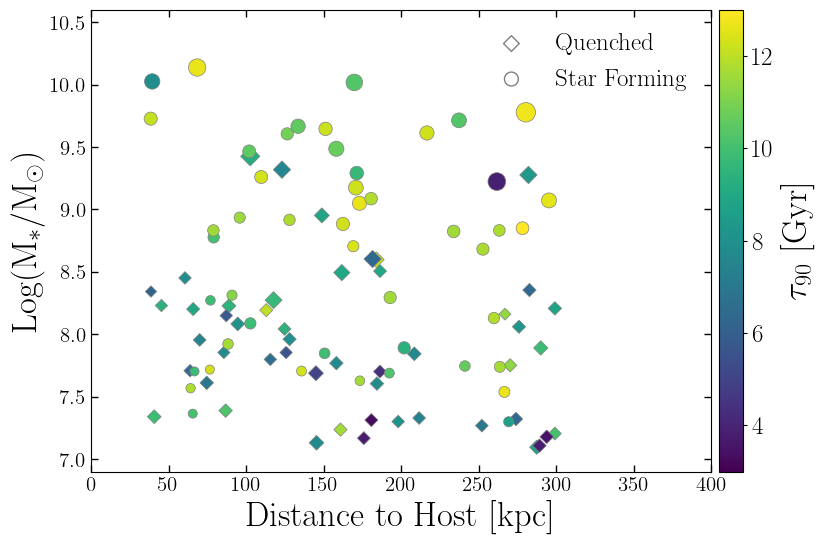 10.5
10.0
9.5
9.0
8.5
8.0
7.5
7.0
Log(M*/M⊙)
0 50 100 150 200 250 300 350 400
Distance to Host [kpc]
Quenched
Star Forming
12
10
8
6
4
τ90 [Gyr]